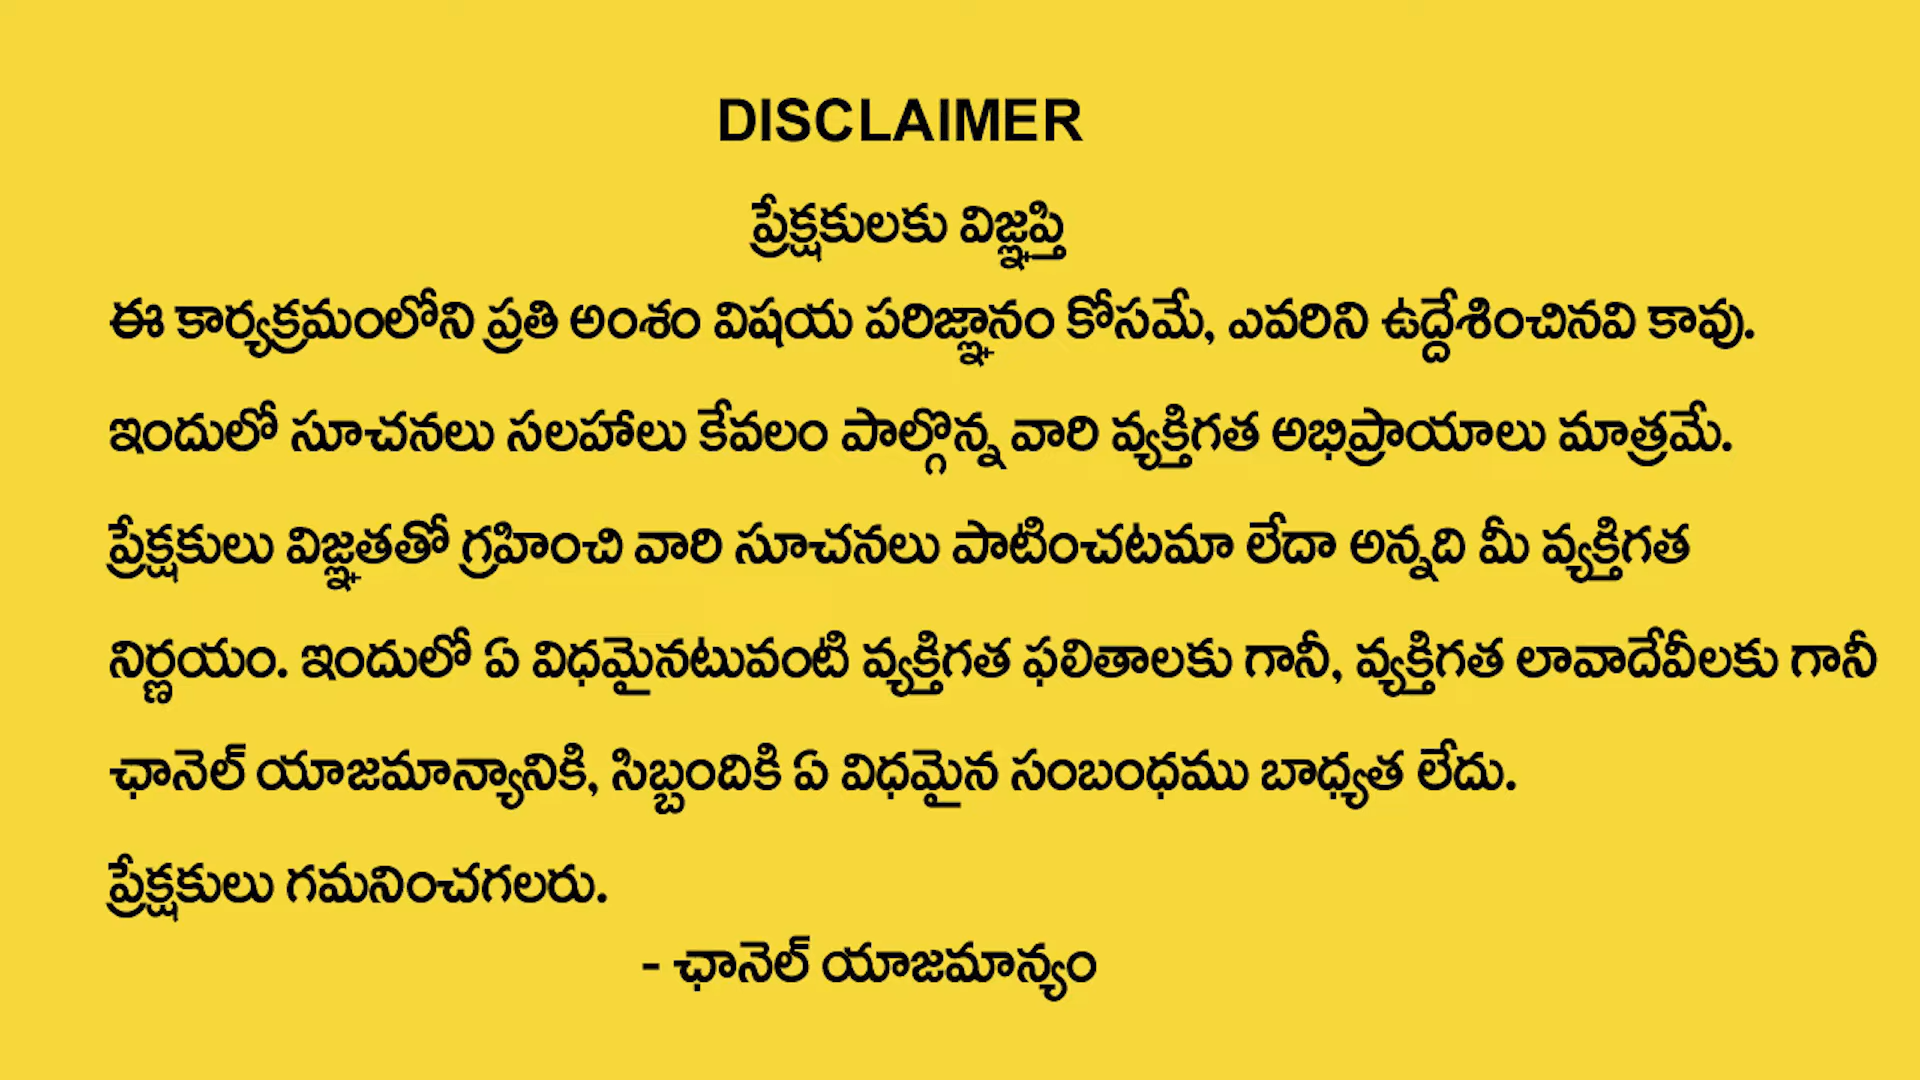 DISCLAIMER
ప్రేక్షకులకు విజ్ఞప్తి
ఈ కార్యక్రమంలోని ప్రతి అంశం విషయ పరిజ్ఞానం కోసమే, ఎవరిని ఉద్దేశించినవి కావు.
ఇందులో సూచనలు సలహాలు కేవలం పాల్గొన్న వారి వ్యక్తిగత అభిప్రాయాలు మాత్రమే.
ప్రేక్షకులు విజ్ఞతతో గ్రహించి వారి సూచనలు పాటించటమా లేదా అన్నది మీ వ్యక్తిగత
నిర్ణయం. ఇందులో ఏ విధమైనటువంటి వ్యక్తిగత ఫలితాలకు గానీ, వ్యక్తిగత లావాదేవీలకు గానీ
ఛానెల్ యాజమాన్యానికి, సిబ్బందికి ఏ విధమైన సంబంధము బాధ్యత లేదు.
ప్రేక్షకులు గమనించగలరు.
- ఛానెల్ యాజమాన్యం